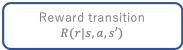 Reward transition
R(r|s, a, s′)